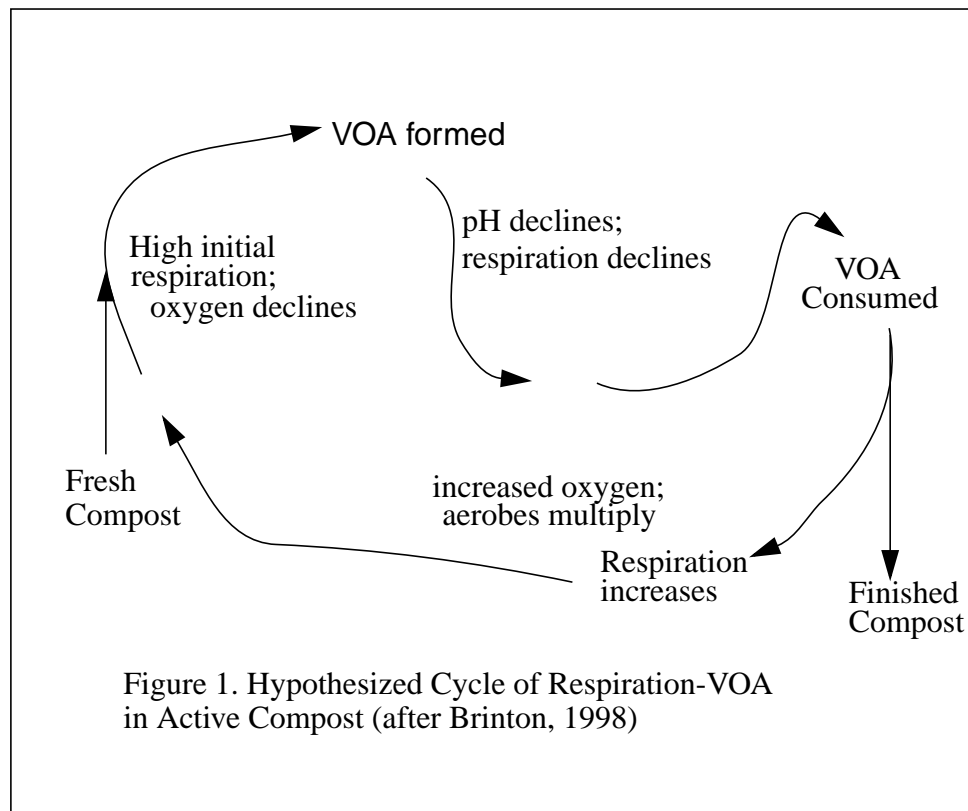 VOA formed
pH declines;
respiration declines
High initial
respiration;
oxygen declines
VOA
Consumed
Fresh
Compost
increased oxygen;
aerobes multiply
Respiration
increases
Finished
Compost
Figure 1. Hypothesized Cycle of Respiration-VOA
in Active Compost (after Brinton, 1998)